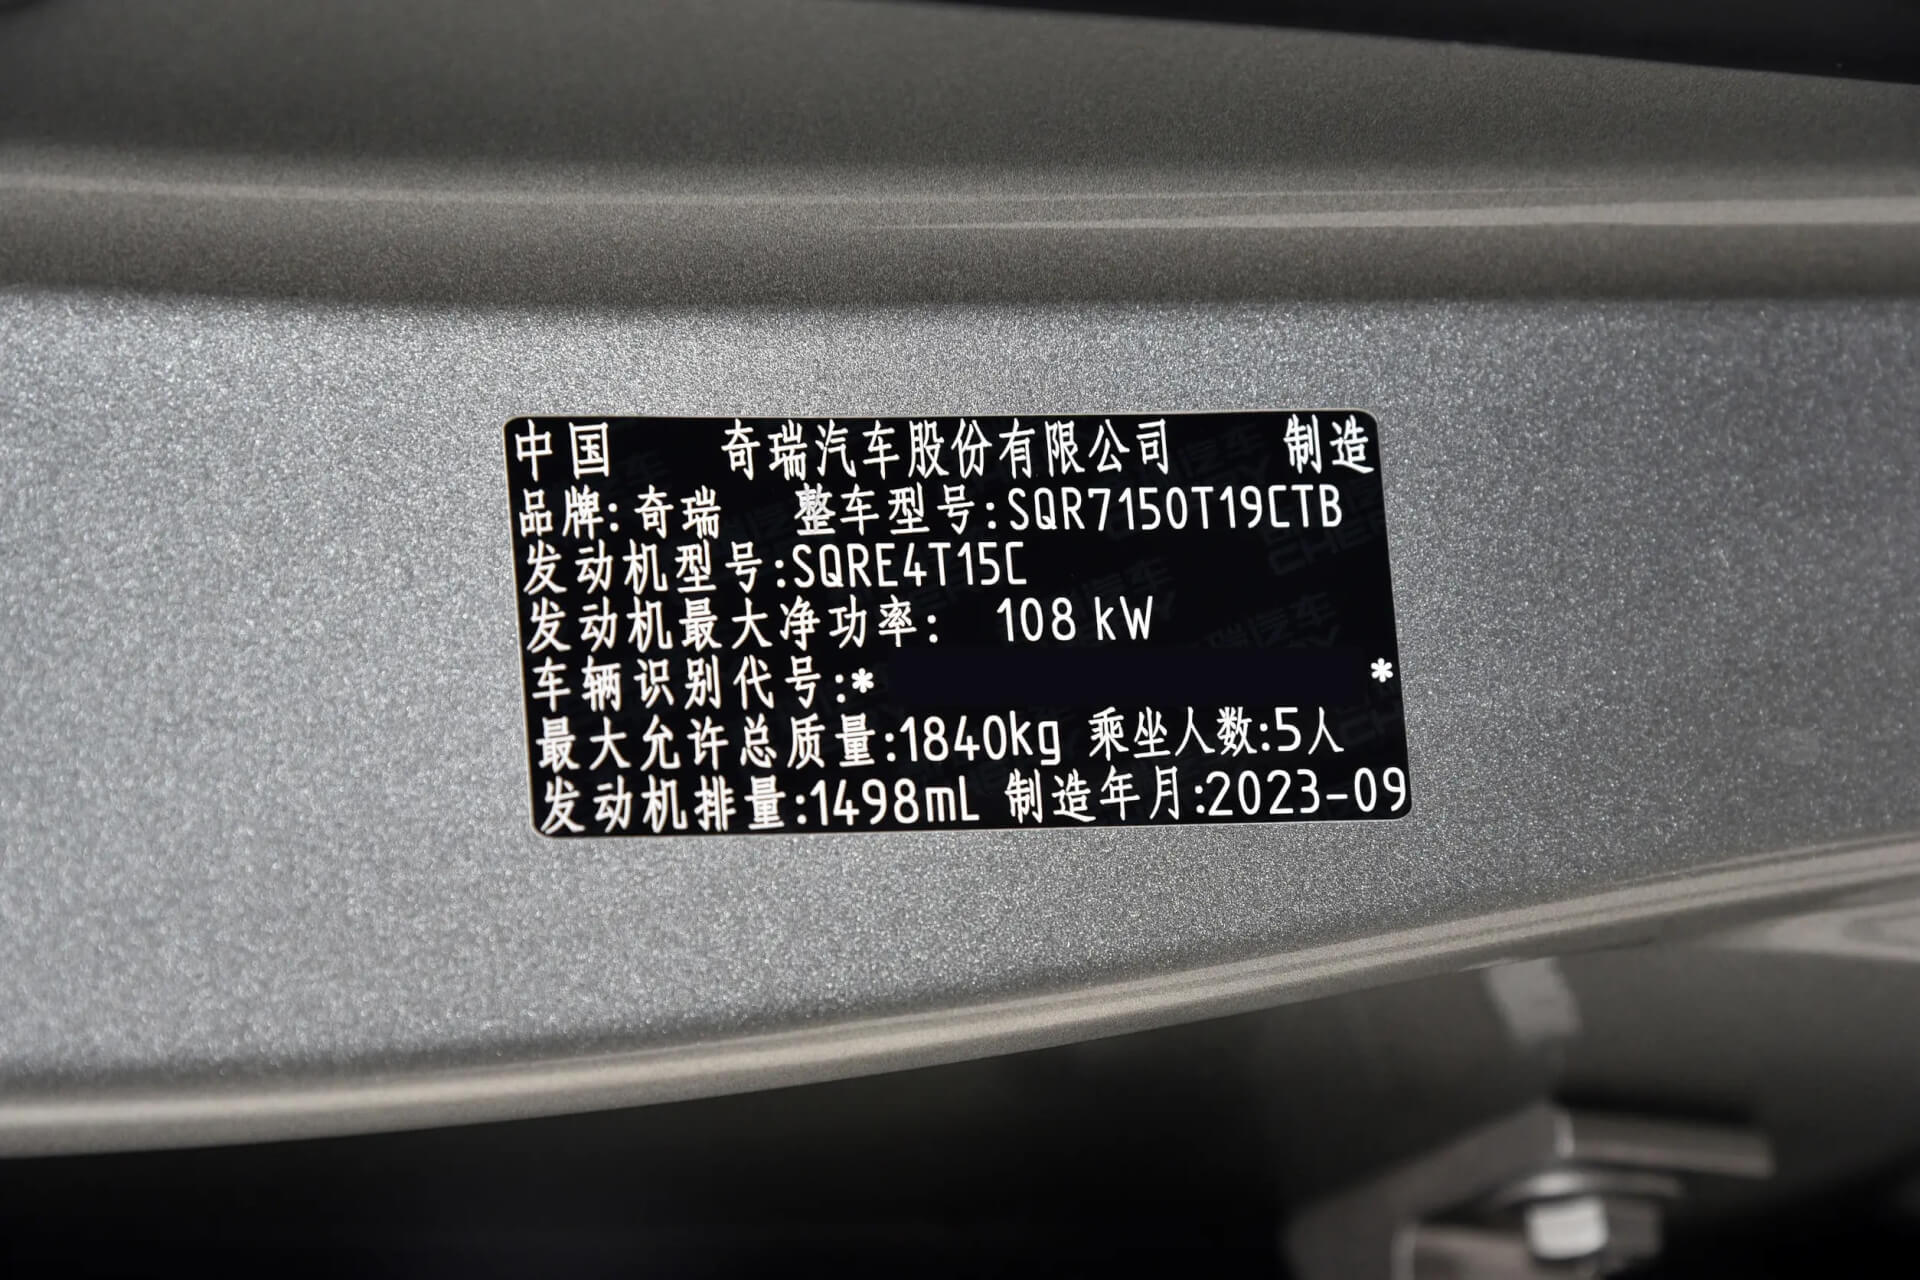 中国 奇瑞汽车股份有限公司 制造
品牌:奇瑞 整车型号:SQR7150T19CTB
发动机型号:SQRE4T15C
发动机最大净功率: 108 kW
车辆识别代号:* *
最大允许总质量:1840kg 乘坐人数:5人
发动机排量:1498mL 制造年月:2023-09